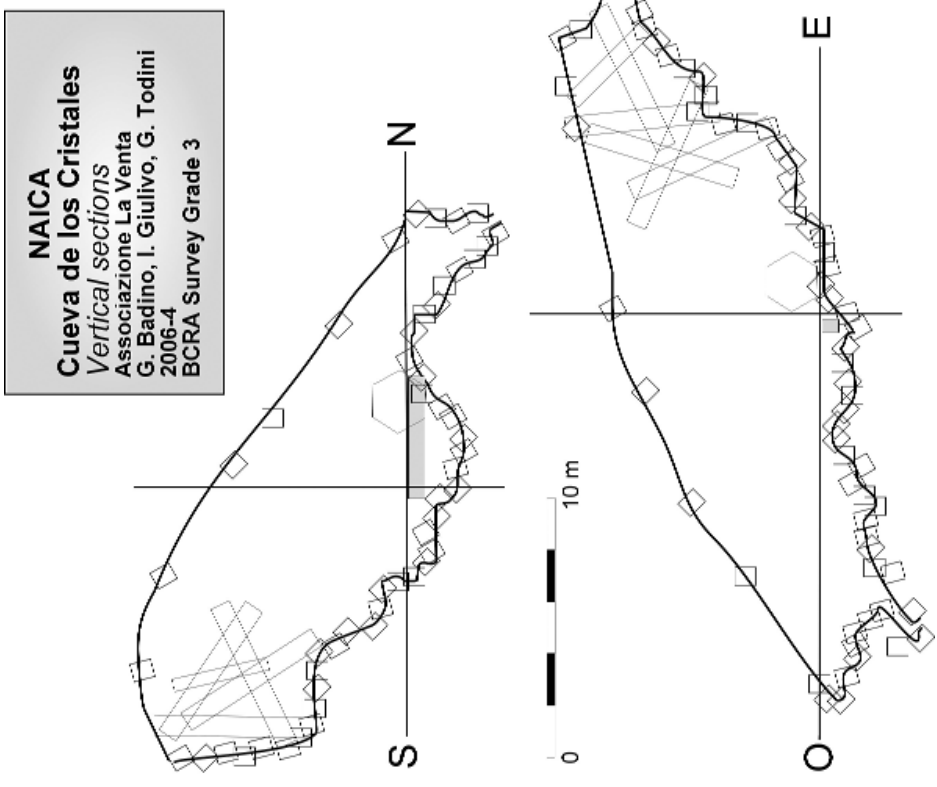 NAICA
Cueva de los Cristales
Vertical sections
Associazione La Venta
G. Badino, I. Giulivo, G. Todini
2006-4
BCRA Survey Grade 3
N
S
E
O
0
10 m